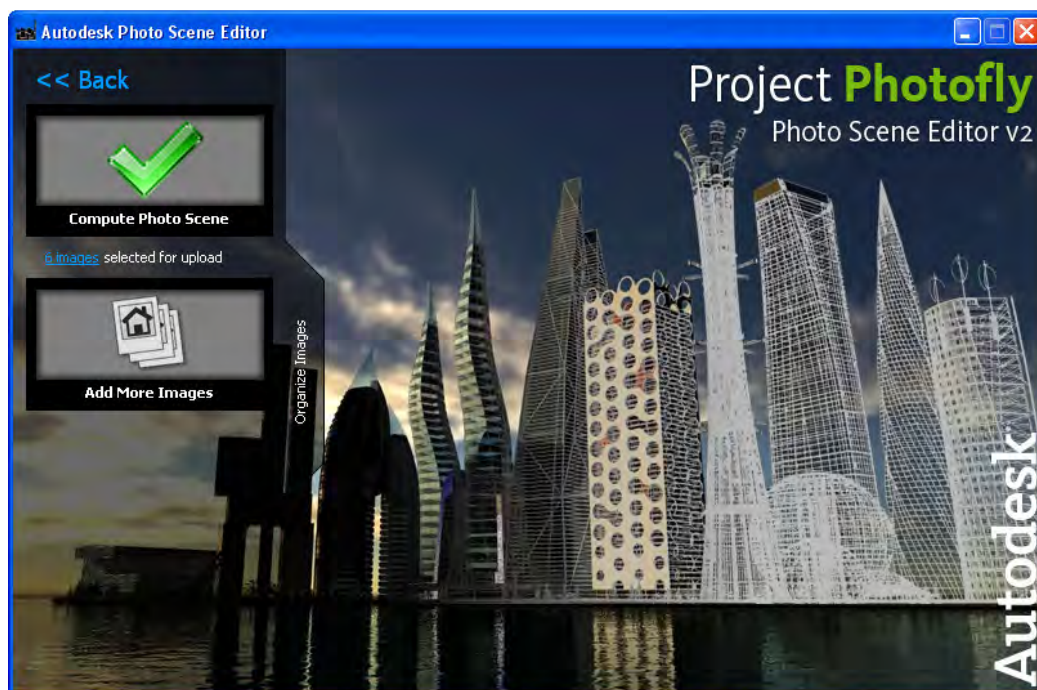 Autodesk Photo Scene Editor
<< Back
Compute Photo Scene
6 images selected for upload
Add More Images
Organize Images
Project Photofly
Photo Scene Editor v2
Autodesk